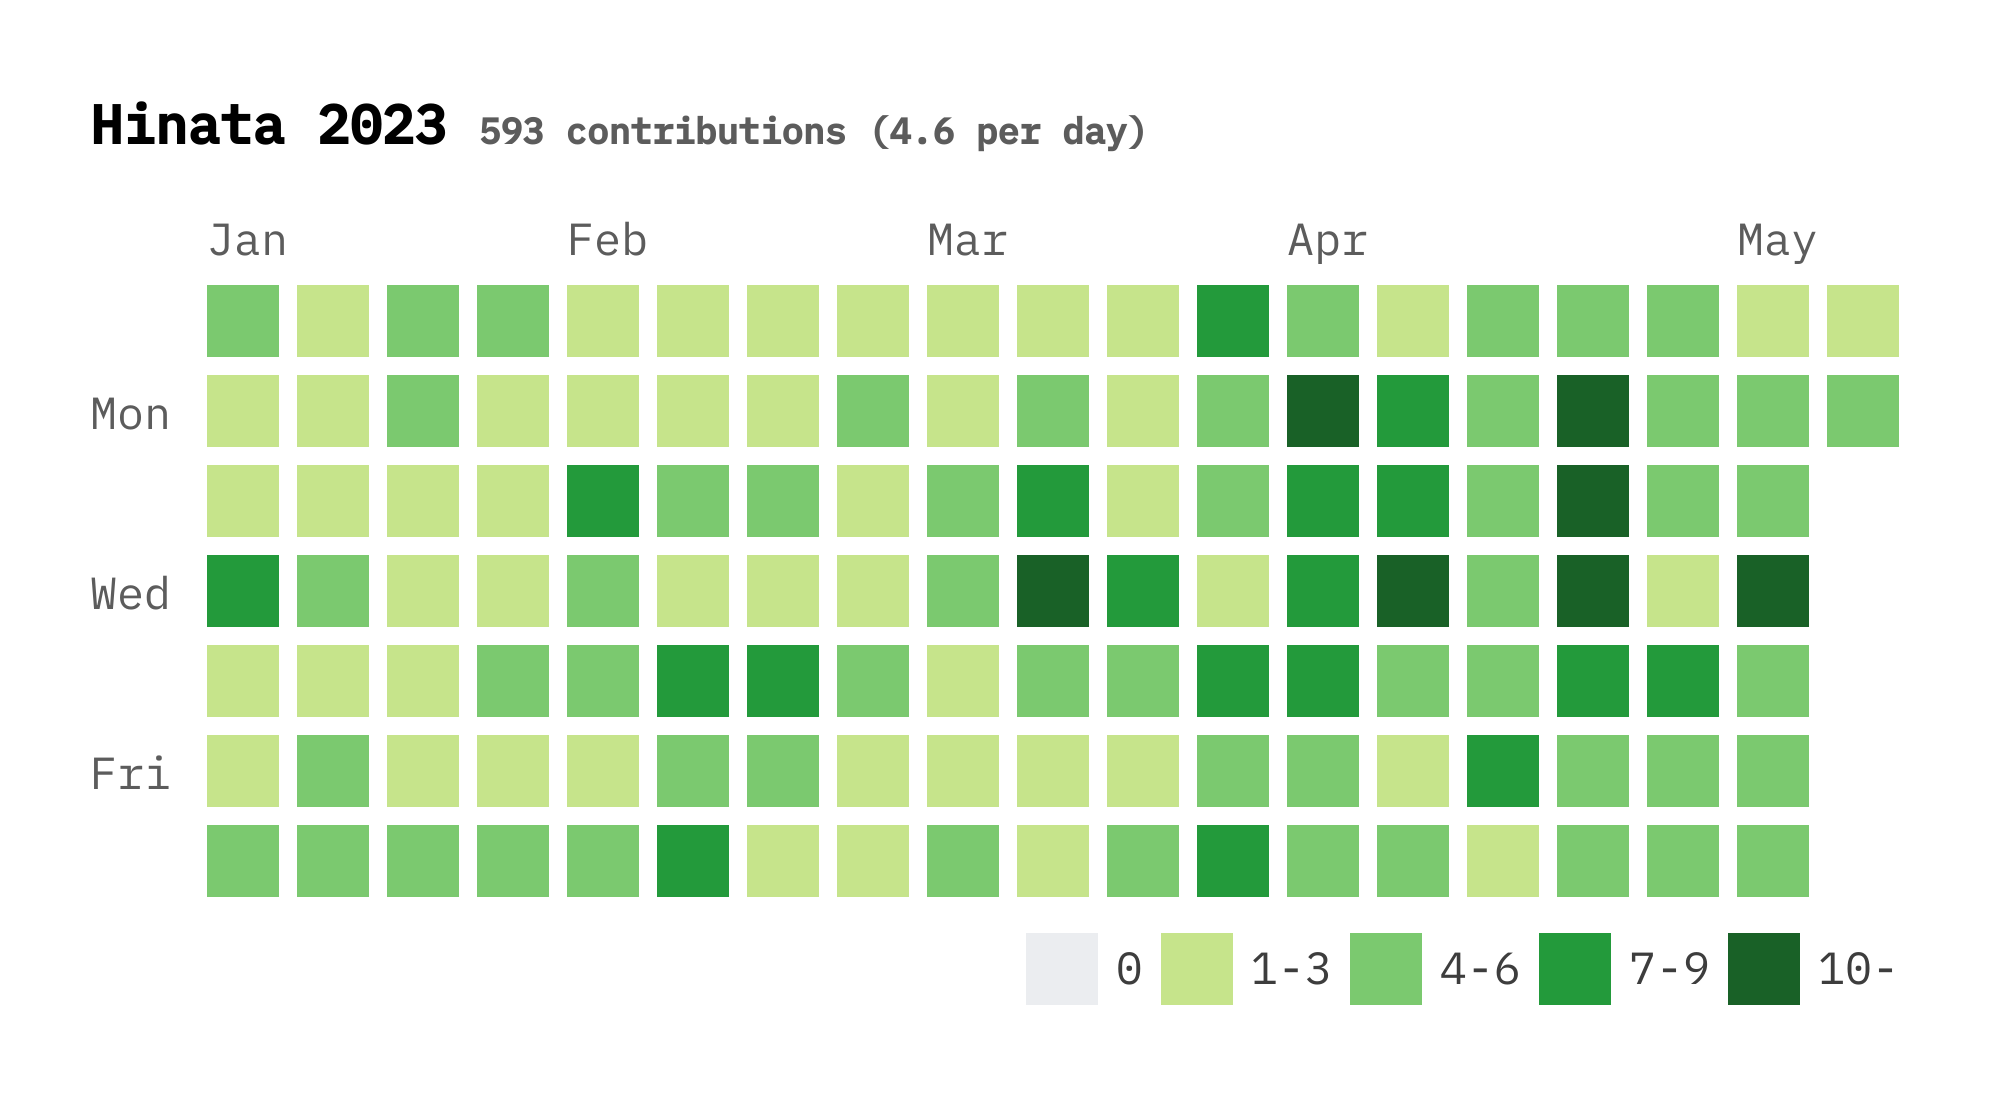 Hinata 2023 593 contributions (4.6 per day)
Jan Feb Mar Apr May
Mon
Wed
Fri
0 1-3 4-6 7-9 10-